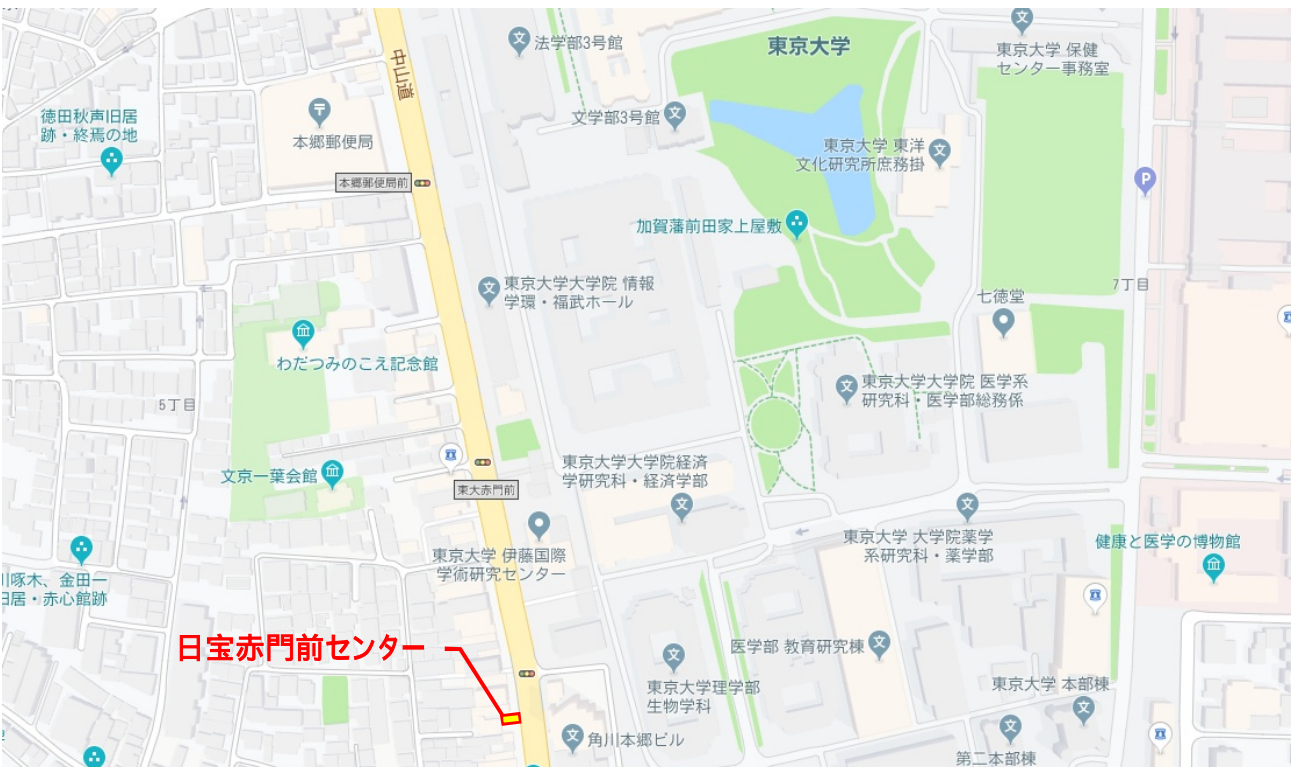 法学部3号館
東京大学
東京大学 保健
センター事務室
中山道
徳田秋声旧居
跡・終焉の地
本郷郵便局
文学部3号館
東京大学 東洋
文化研究所庶務掛
本郷郵便局前
P
加賀藩前田家上屋敷
東京大学大学院 情報
学環・福武ホール
7丁目
七徳堂
わだつみのこえ記念館
東京大学大学院 医学系
研究科・医学部総務係
5丁目
文京一葉会館
東京大学大学院経済
学研究科・経済学部
東大赤門前
東京大学 伊藤国際
学術研究センター
東京大学 大学院薬学
系研究科・薬学部
健康と医学の博物館
川啄木、金田一
旧居・赤心館跡
日宝赤門前センター
医学部 教育研究棟
東京大学理学部
生物学科
東京大学 本部棟
角川本郷ビル
第二本部棟